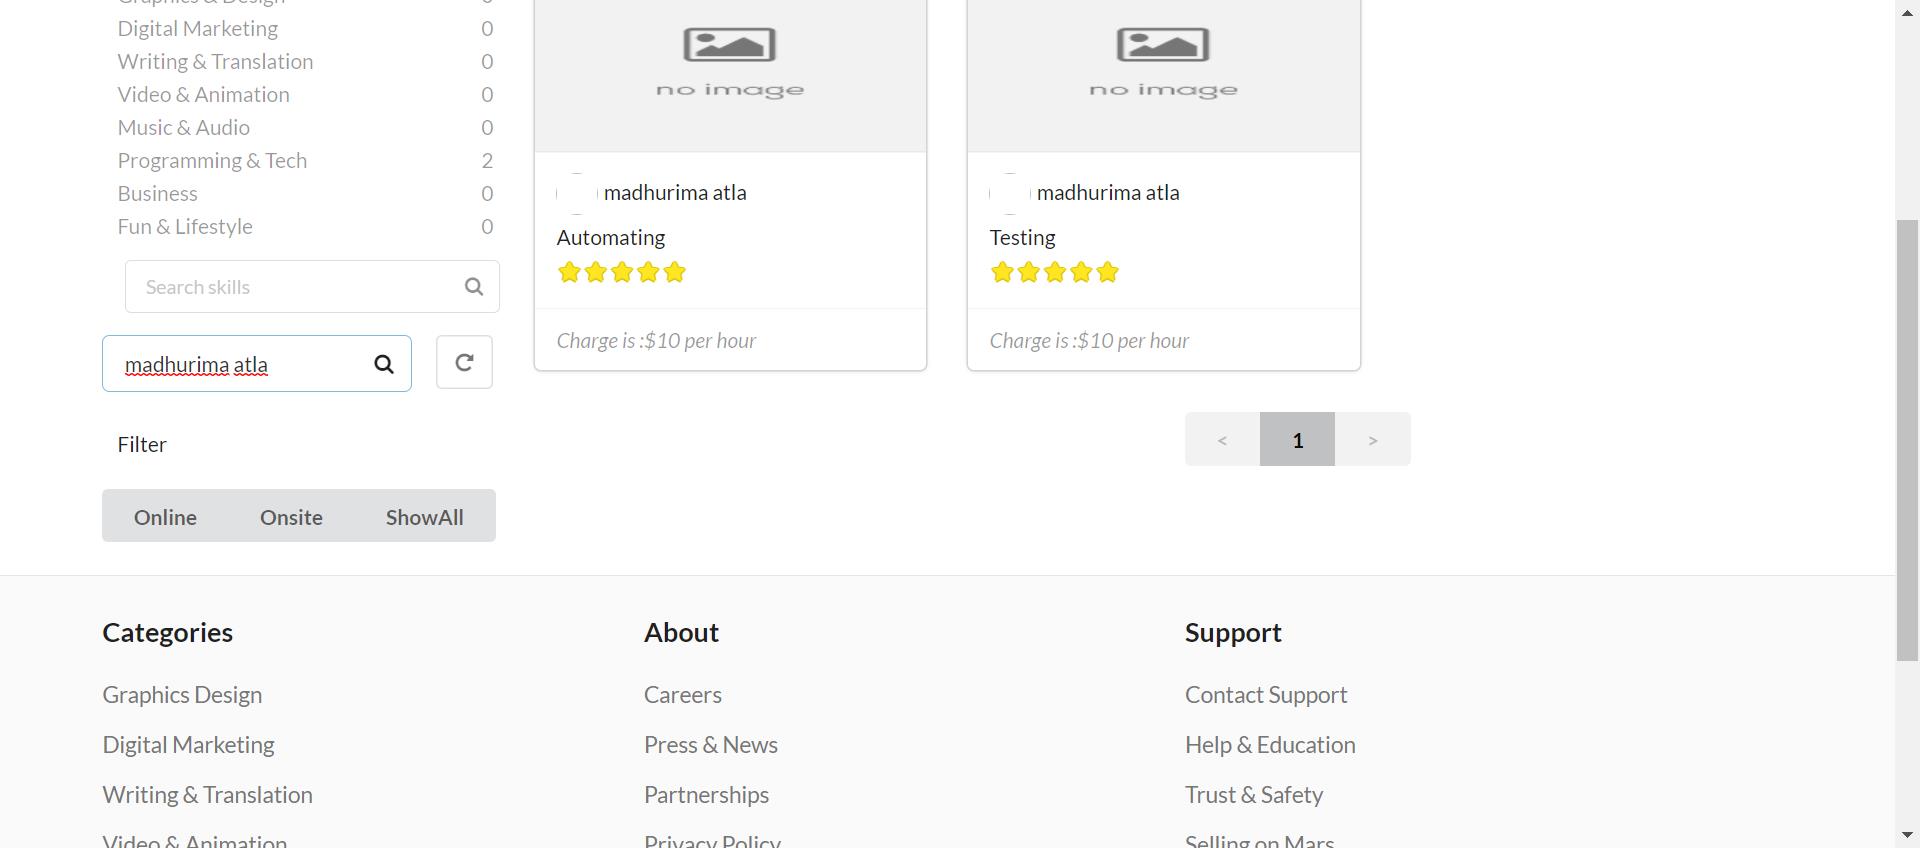 Graphics & Design 0
Digital Marketing 0
Writing & Translation 0
Video & Animation 0
Music & Audio 0
Programming & Tech 2
Business 0
Fun & Lifestyle 0
Search skills
madhurima atla
Filter
Online Onsite ShowAll
no image
madhurima atla
Automating
Charge is :$10 per hour
no image
madhurima atla
Testing
Charge is :$10 per hour
< 1 >
Categories
Graphics Design
Digital Marketing
Writing & Translation
Video & Animation
About
Careers
Press & News
Partnerships
Privacy Policy
Support
Contact Support
Help & Education
Trust & Safety
Selling on Mars